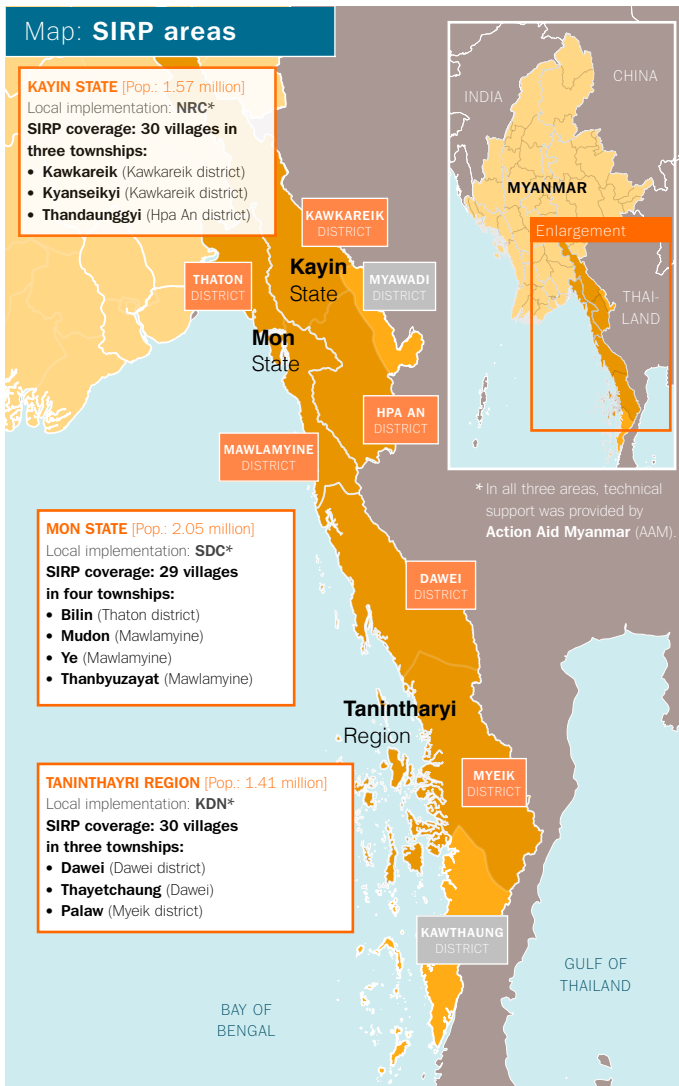 Map: SIRP areas
KAYIN STATE [Pop.: 1.57 million]
Local implementation: NRC*
SIRP coverage: 30 villages in
three townships:
• Kawkareik (Kawkareik district)
• Kyanseikyi (Kawkareik district)
• Thandaunggyi (Hpa An district)
INDIA
CHINA
MYANMAR
Enlargement
THAI-
LAND
KAWKAREIK
DISTRICT
Kayin
State
THATON
DISTRICT
MYAWADI
DISTRICT
Mon
State
HPA AN
DISTRICT
MAWLAMYINE
DISTRICT
* In all three areas, technical
support was provided by
Action Aid Myanmar (AAM).
MON STATE [Pop.: 2.05 million]
Local implementation: SDC*
SIRP coverage: 29 villages
in four townships:
• Bilin (Thaton district)
• Mudon (Mawlamyine)
• Ye (Mawlamyine)
• Thanbyuzayat (Mawlamyine)
DAWEI
DISTRICT
Tanintharyi
Region
TANINTHAYRI REGION [Pop.: 1.41 million]
Local implementation: KDN*
SIRP coverage: 30 villages
in three townships:
• Dawei (Dawei district)
• Thayetchaung (Dawei)
• Palaw (Myeik district)
MYEIK
DISTRICT
KAWTHAUNG
DISTRICT
GULF OF
THAILAND
BAY OF
BENGAL